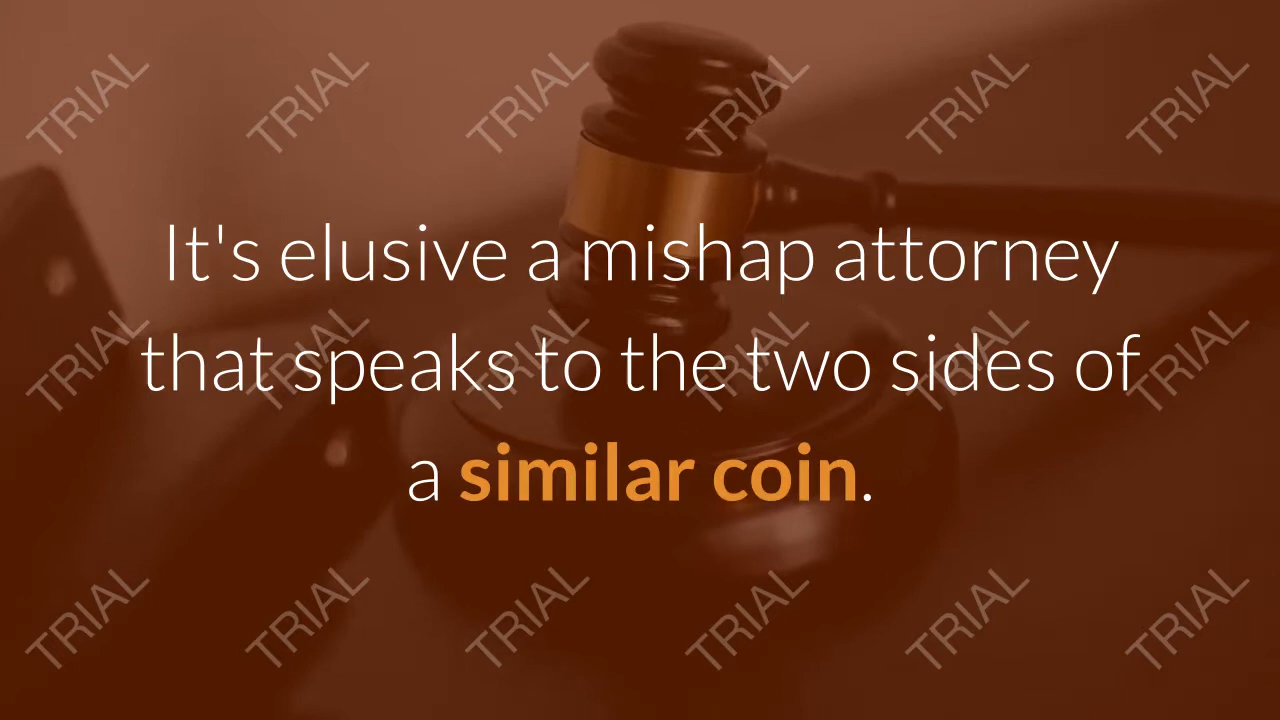 TRIAL TRIAL TRIAL TRIAL TRIAL TRIAL
It's elusive a mishap attorney
that speaks to the two sides of
TRIAL TRIAL TRIAL TRIAL TRIAL TRIAL
a similar coin.
TRIAL TRIAL TRIAL TRIAL TRIAL TRIAL